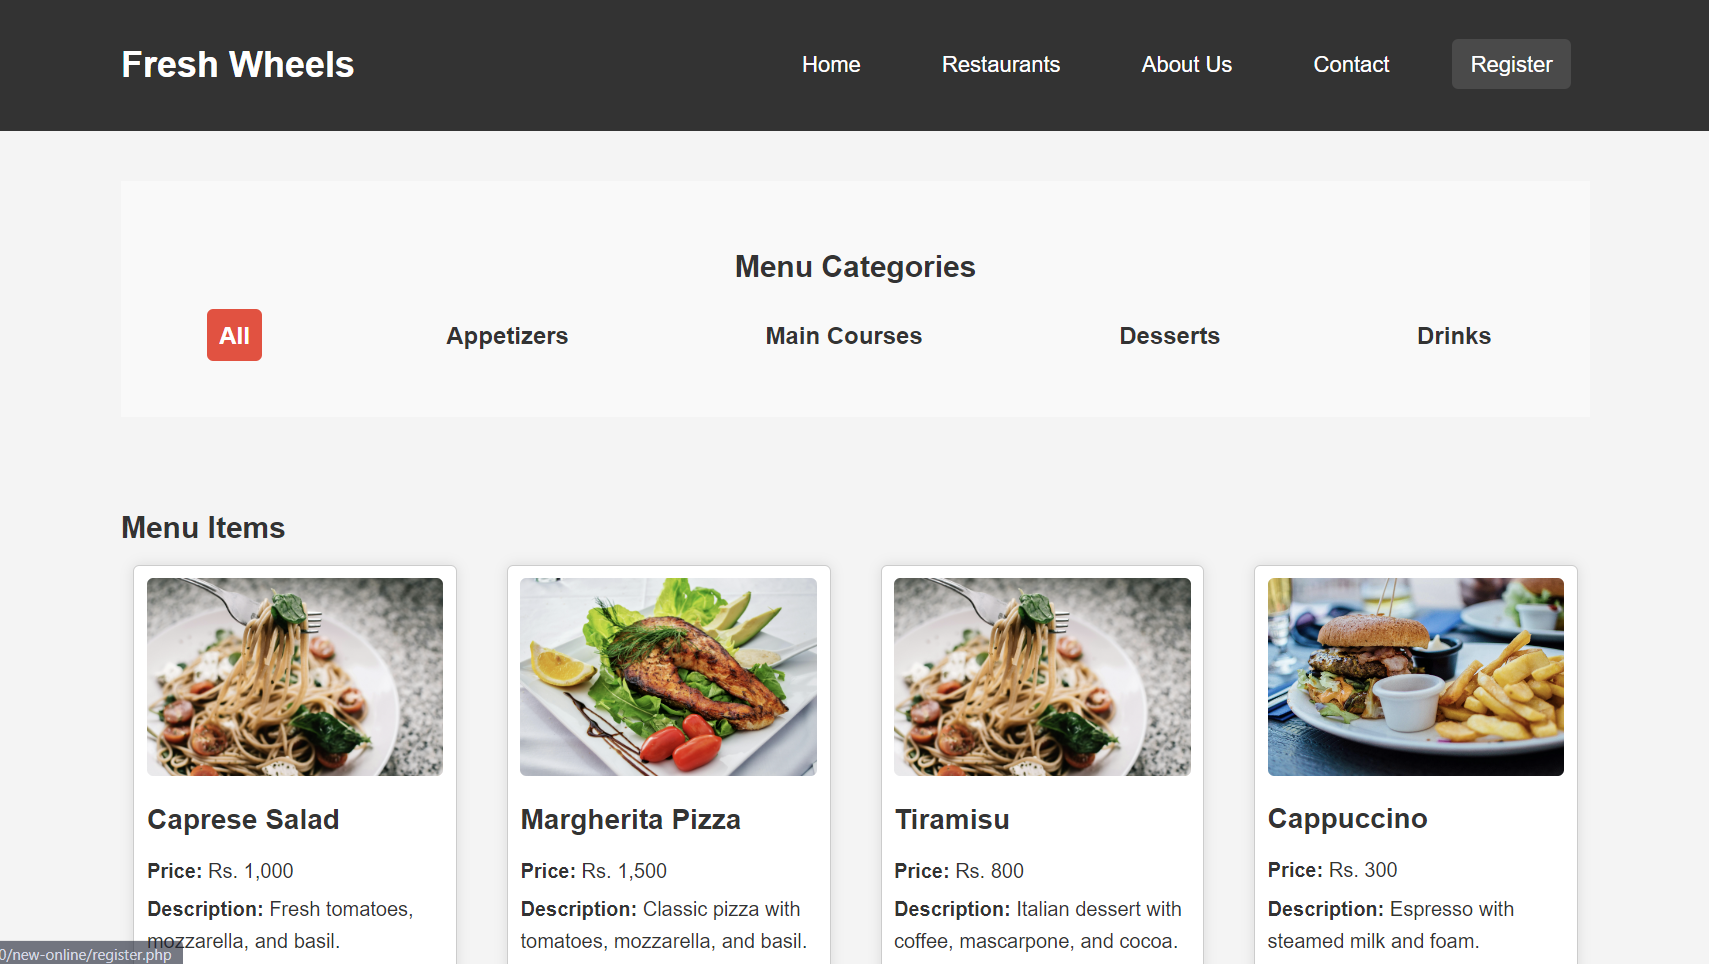 Fresh Wheels
Home
Restaurants
About Us
Contact
Register
Menu Categories
All
Appetizers
Main Courses
Desserts
Drinks
Menu Items
Caprese Salad
Price: Rs. 1,000
Description: Fresh tomatoes,
mozzarella, and basil.
Margherita Pizza
Price: Rs. 1,500
Description: Classic pizza with
tomatoes, mozzarella, and basil.
Tiramisu
Price: Rs. 800
Description: Italian dessert with
coffee, mascarpone, and cocoa.
Cappuccino
Price: Rs. 300
Description: Espresso with
steamed milk and foam.
0/new-online/register.php